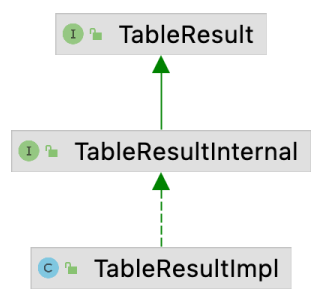 I TableResult
I TableResultInternal
C TableResultImpl